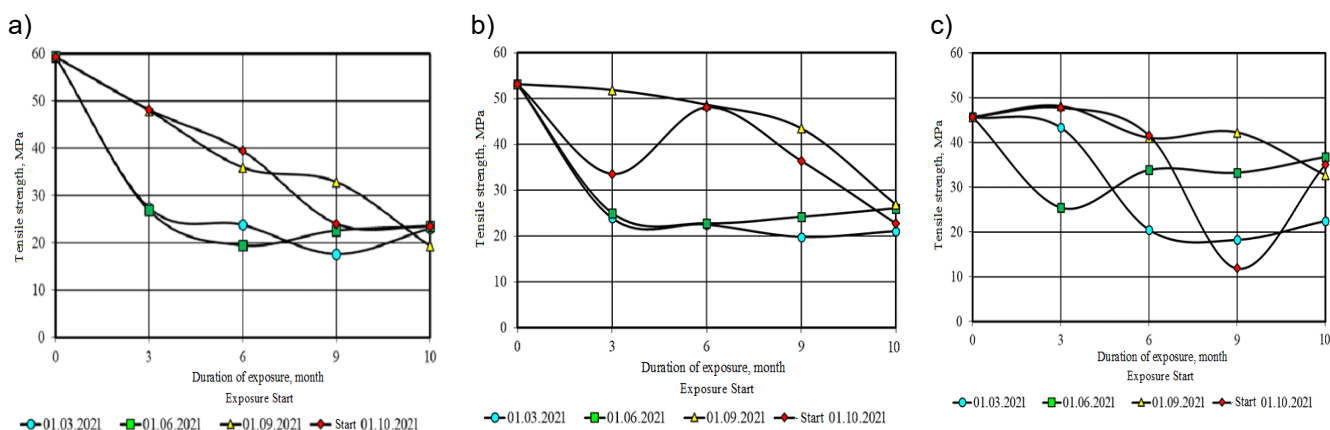 a)
60
50
40
30
20
10
0
Tensile strength, MPa
0 3 6 9 10
Duration of exposure, month
Exposure Start
01.03.2021 01.06.2021 01.09.2021 Start 01.10.2021
b)
60
50
40
30
20
10
0
Tensile strength, MPa
0 3 6 9 10
Duration of exposure, month
Exposure Start
01.03.2021 01.06.2021 01.09.2021 Start 01.10.2021
c)
60
50
40
30
20
10
0
Tensile strength, MPa
0 3 6 9 10
Duration of exposure, month
Exposure Start
01.03.2021 01.06.2021 01.09.2021 Start 01.10.2021